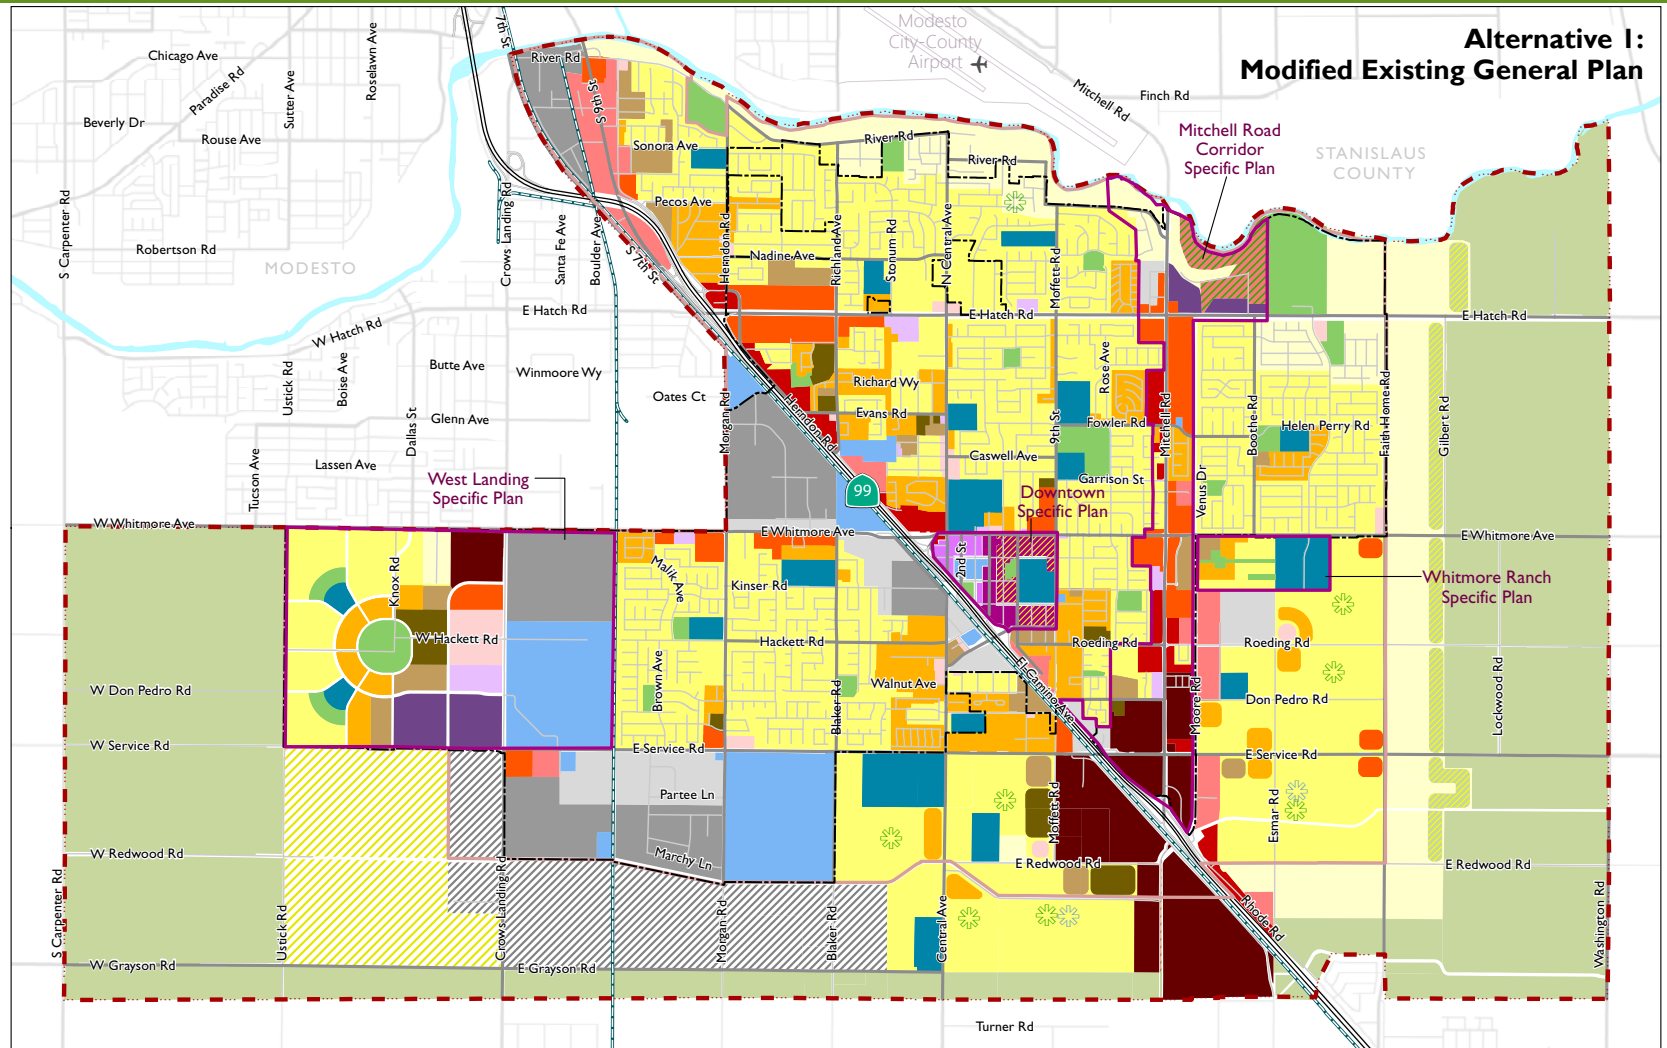 Alternative 1:
Modified Existing General Plan
Modesto
City-County
Airport
7th St
River Rd
S 9th St
Chicago Ave
Paradise Rd
Sutter Ave
Roselawn Ave
Beverly Dr
Rouse Ave
Mitchell Rd
Finch Rd
Mitchell Road
Corridor
Specific Plan
STANISLAUS
COUNTY
Sonora Ave
River Rd
River Rd
Pecos Ave
S Carpenter Rd
Robertson Rd
MODESTO
Crows Landing Rd
Santa Fe Ave
Boulder Ave
S 7th St
Herndon Rd
Nadine Ave
Richland Ave
Stonum Rd
N Central Ave
Moffett Rd
E Hatch Rd
E Hatch Rd
E Hatch Rd
W Hatch Rd
Ustick Rd
Boise Ave
Butte Ave
Winmoore Wy
Oates Ct
Glenn Ave
Dallas St
Lassen Ave
Tucson Ave
Morgan Rd
Herndon Rd
Richard Wy
Evans Rd
Caswell Ave
Rose Ave
9th St
Fowler Rd
Mitchell Rd
Garrison St
Venus Dr
Boothe Rd
Helen Perry Rd
Faith Home Rd
Gilbert Rd
West Landing
Specific Plan
99
Downtown
Specific Plan
W Whitmore Ave
E Whitmore Ave
E Whitmore Ave
Knox Rd
Malik Ave
Kinser Rd
2nd St
Whitmore Ranch
Specific Plan
W Hackett Rd
Hackett Rd
Roeding Rd
Roeding Rd
Brown Ave
Blaker Rd
Walnut Ave
El Camino Ave
W Don Pedro Rd
Don Pedro Rd
Moore Rd
Lockwood Rd
W Service Rd
E Service Rd
E Service Rd
Partee Ln
Moffett Rd
Esmar Rd
W Redwood Rd
Marchy Ln
E Redwood Rd
E Redwood Rd
S Carpenter Rd
Ustick Rd
Crows Landing Rd
Morgan Rd
Blaker Rd
Central Ave
Rhode Rd
Washington Rd
W Grayson Rd
E Grayson Rd
Turner Rd